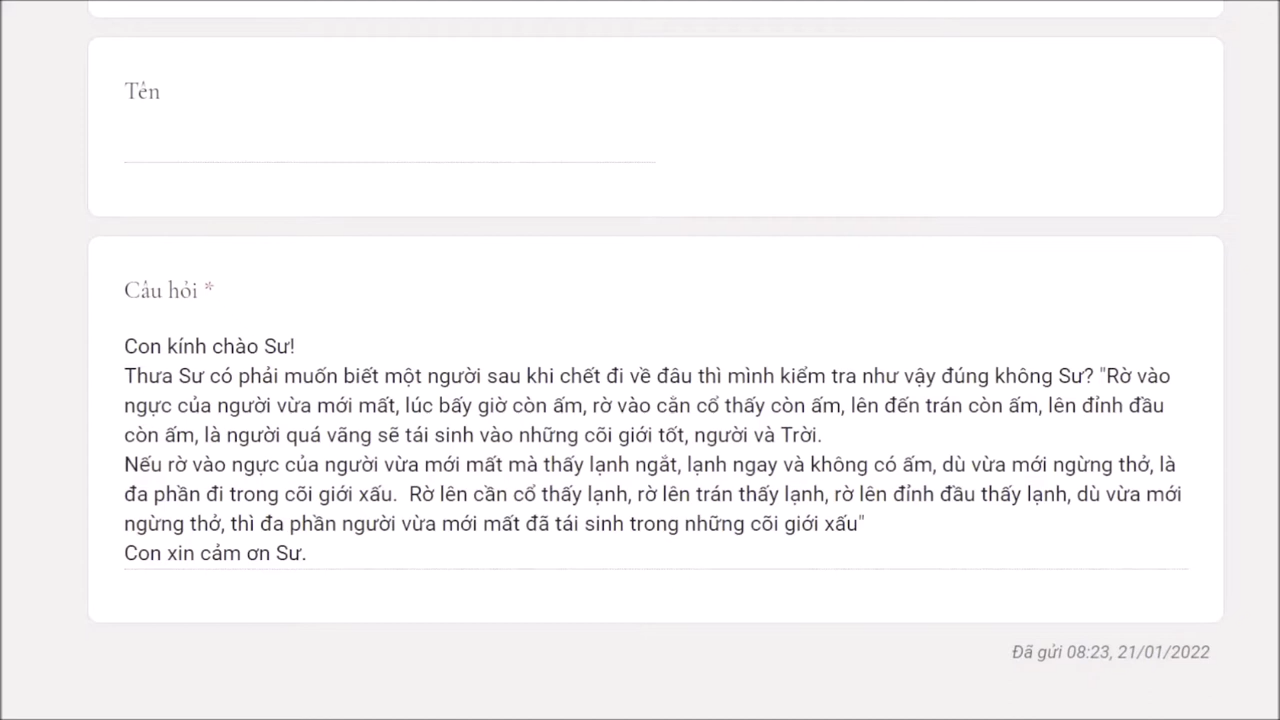 Tên
Câu hỏi *
Con kính chào Sư!
Thưa Sư có phải muốn biết một người sau khi chết đi về đâu thì mình kiểm tra như vậy đúng không Sư? "Rờ vào
ngực của người vừa mới mất, lúc bấy giờ còn ấm, rờ vào cằn cổ thấy còn ấm, lên đến trán còn ấm, lên đỉnh đầu
còn ấm, là người quá vãng sẽ tái sinh vào những cõi giới tốt, người và Trời.
Nếu rờ vào ngực của người vừa mới mất mà thấy lạnh ngắt, lạnh ngay và không có ấm, dù vừa mới ngừng thở, là
đa phần đi trong cõi giới xấu.  Rờ lên cần cổ thấy lạnh, rờ lên trán thấy lạnh, rờ lên đỉnh đầu thấy lạnh, dù vừa mới
ngừng thở, thì đa phần người vừa mới mất đã tái sinh trong những cõi giới xấu"
Con xin cảm ơn Sư.
Đã gửi 08:23, 21/01/2022